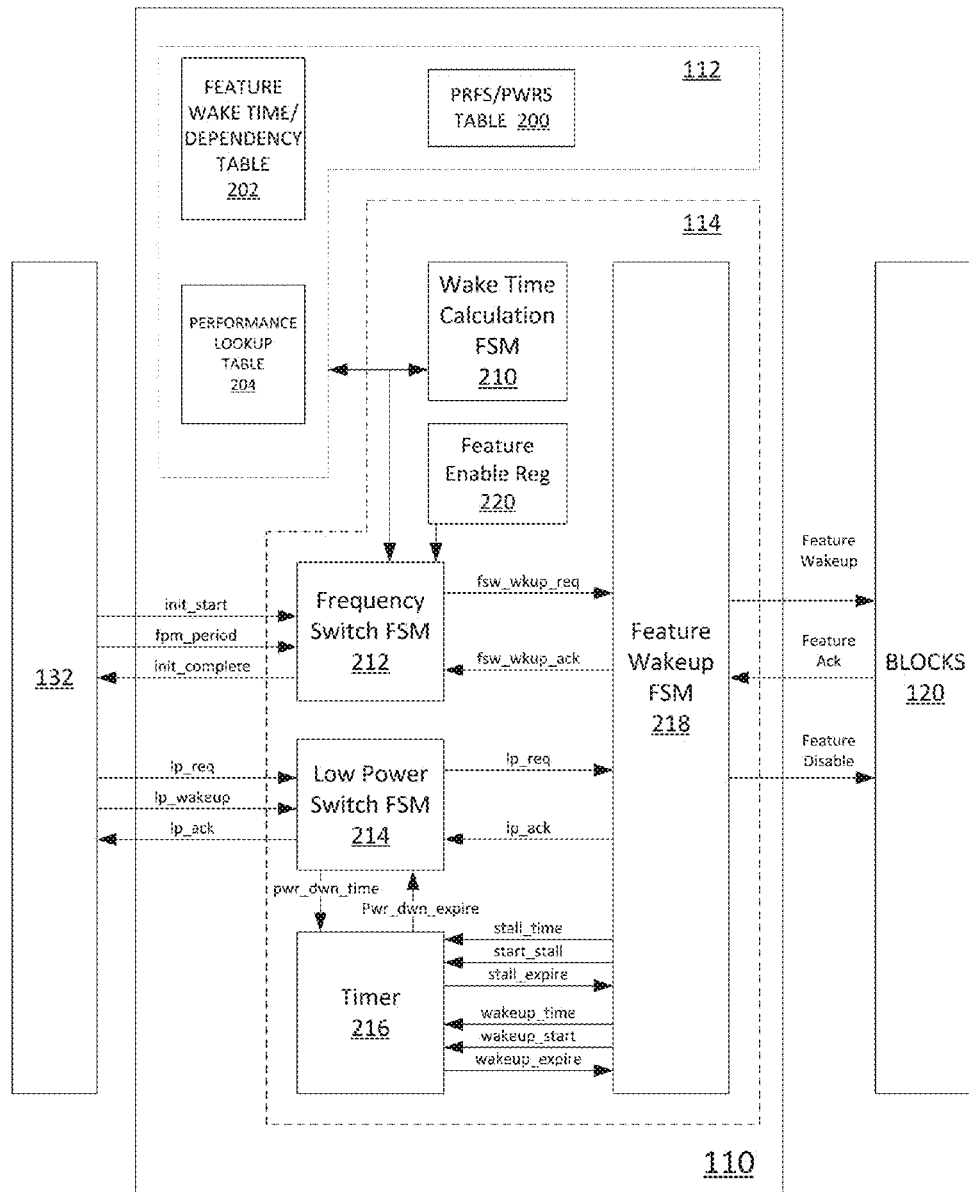 FEATURE
WAKE TIME/
DEPENDENCY
TABLE
202
PRFS/PWRS
TABLE 200
112
PERFORMANCE
LOOKUP
TABLE
204
114
Wake Time
Calculation
FSM
210
Feature
Enable Reg
220
132
init_start
fpm_period
init_complete
Frequency
Switch FSM
212
fsw_wkup_req
fsw_wkup_ack
Feature
Wakeup
FSM
218
Feature
Wakeup
Feature
Ack
Feature
Disable
BLOCKS
120
lp_req
lp_wakeup
lp_ack
Low Power
Switch FSM
214
lp_req
lp_ack
pwr_dwn_time
Pwr_dwn_expire
Timer
216
stall_time
start_stall
stall_expire
wakeup_time
wakeup_start
wakeup_expire
110